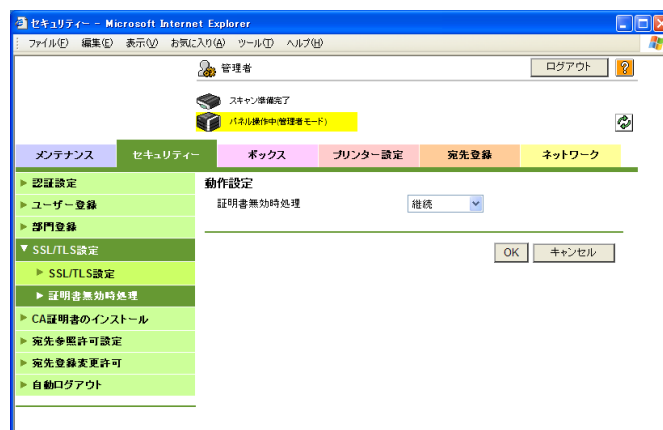 セキュリティー - Microsoft Internet Explorer
ファイル(F) 編集(E) 表示(V) お気に入り(A) ツール(T) ヘルプ(H)
管理者
ログアウト
?
スキャン準備完了
パネル操作中(管理者モード)
メンテナンス セキュリティー ボックス プリンター設定 宛先登録 ネットワーク
認証設定
ユーザー登録
部門登録
SSL/TLS設定
SSL/TLS設定
証明書無効時処理
CA証明書のインストール
宛先参照許可設定
宛先登録変更許可
自動ログアウト
動作設定
証明書無効時処理 継続
OK キャンセル